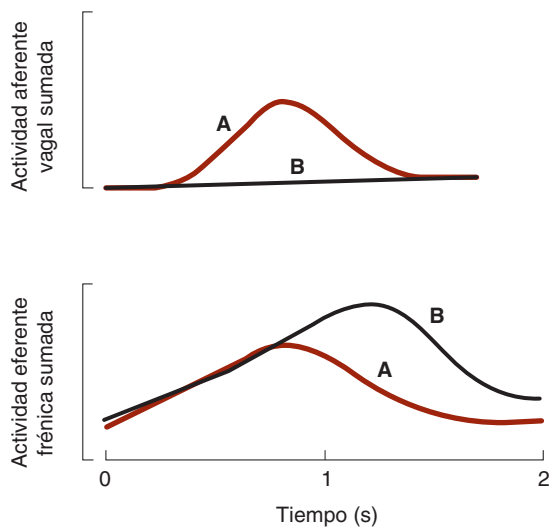 Actividad aferente
vagal sumada
A
B
Actividad eferente
frénica sumada
B
A
0
1
2
Tiempo (s)